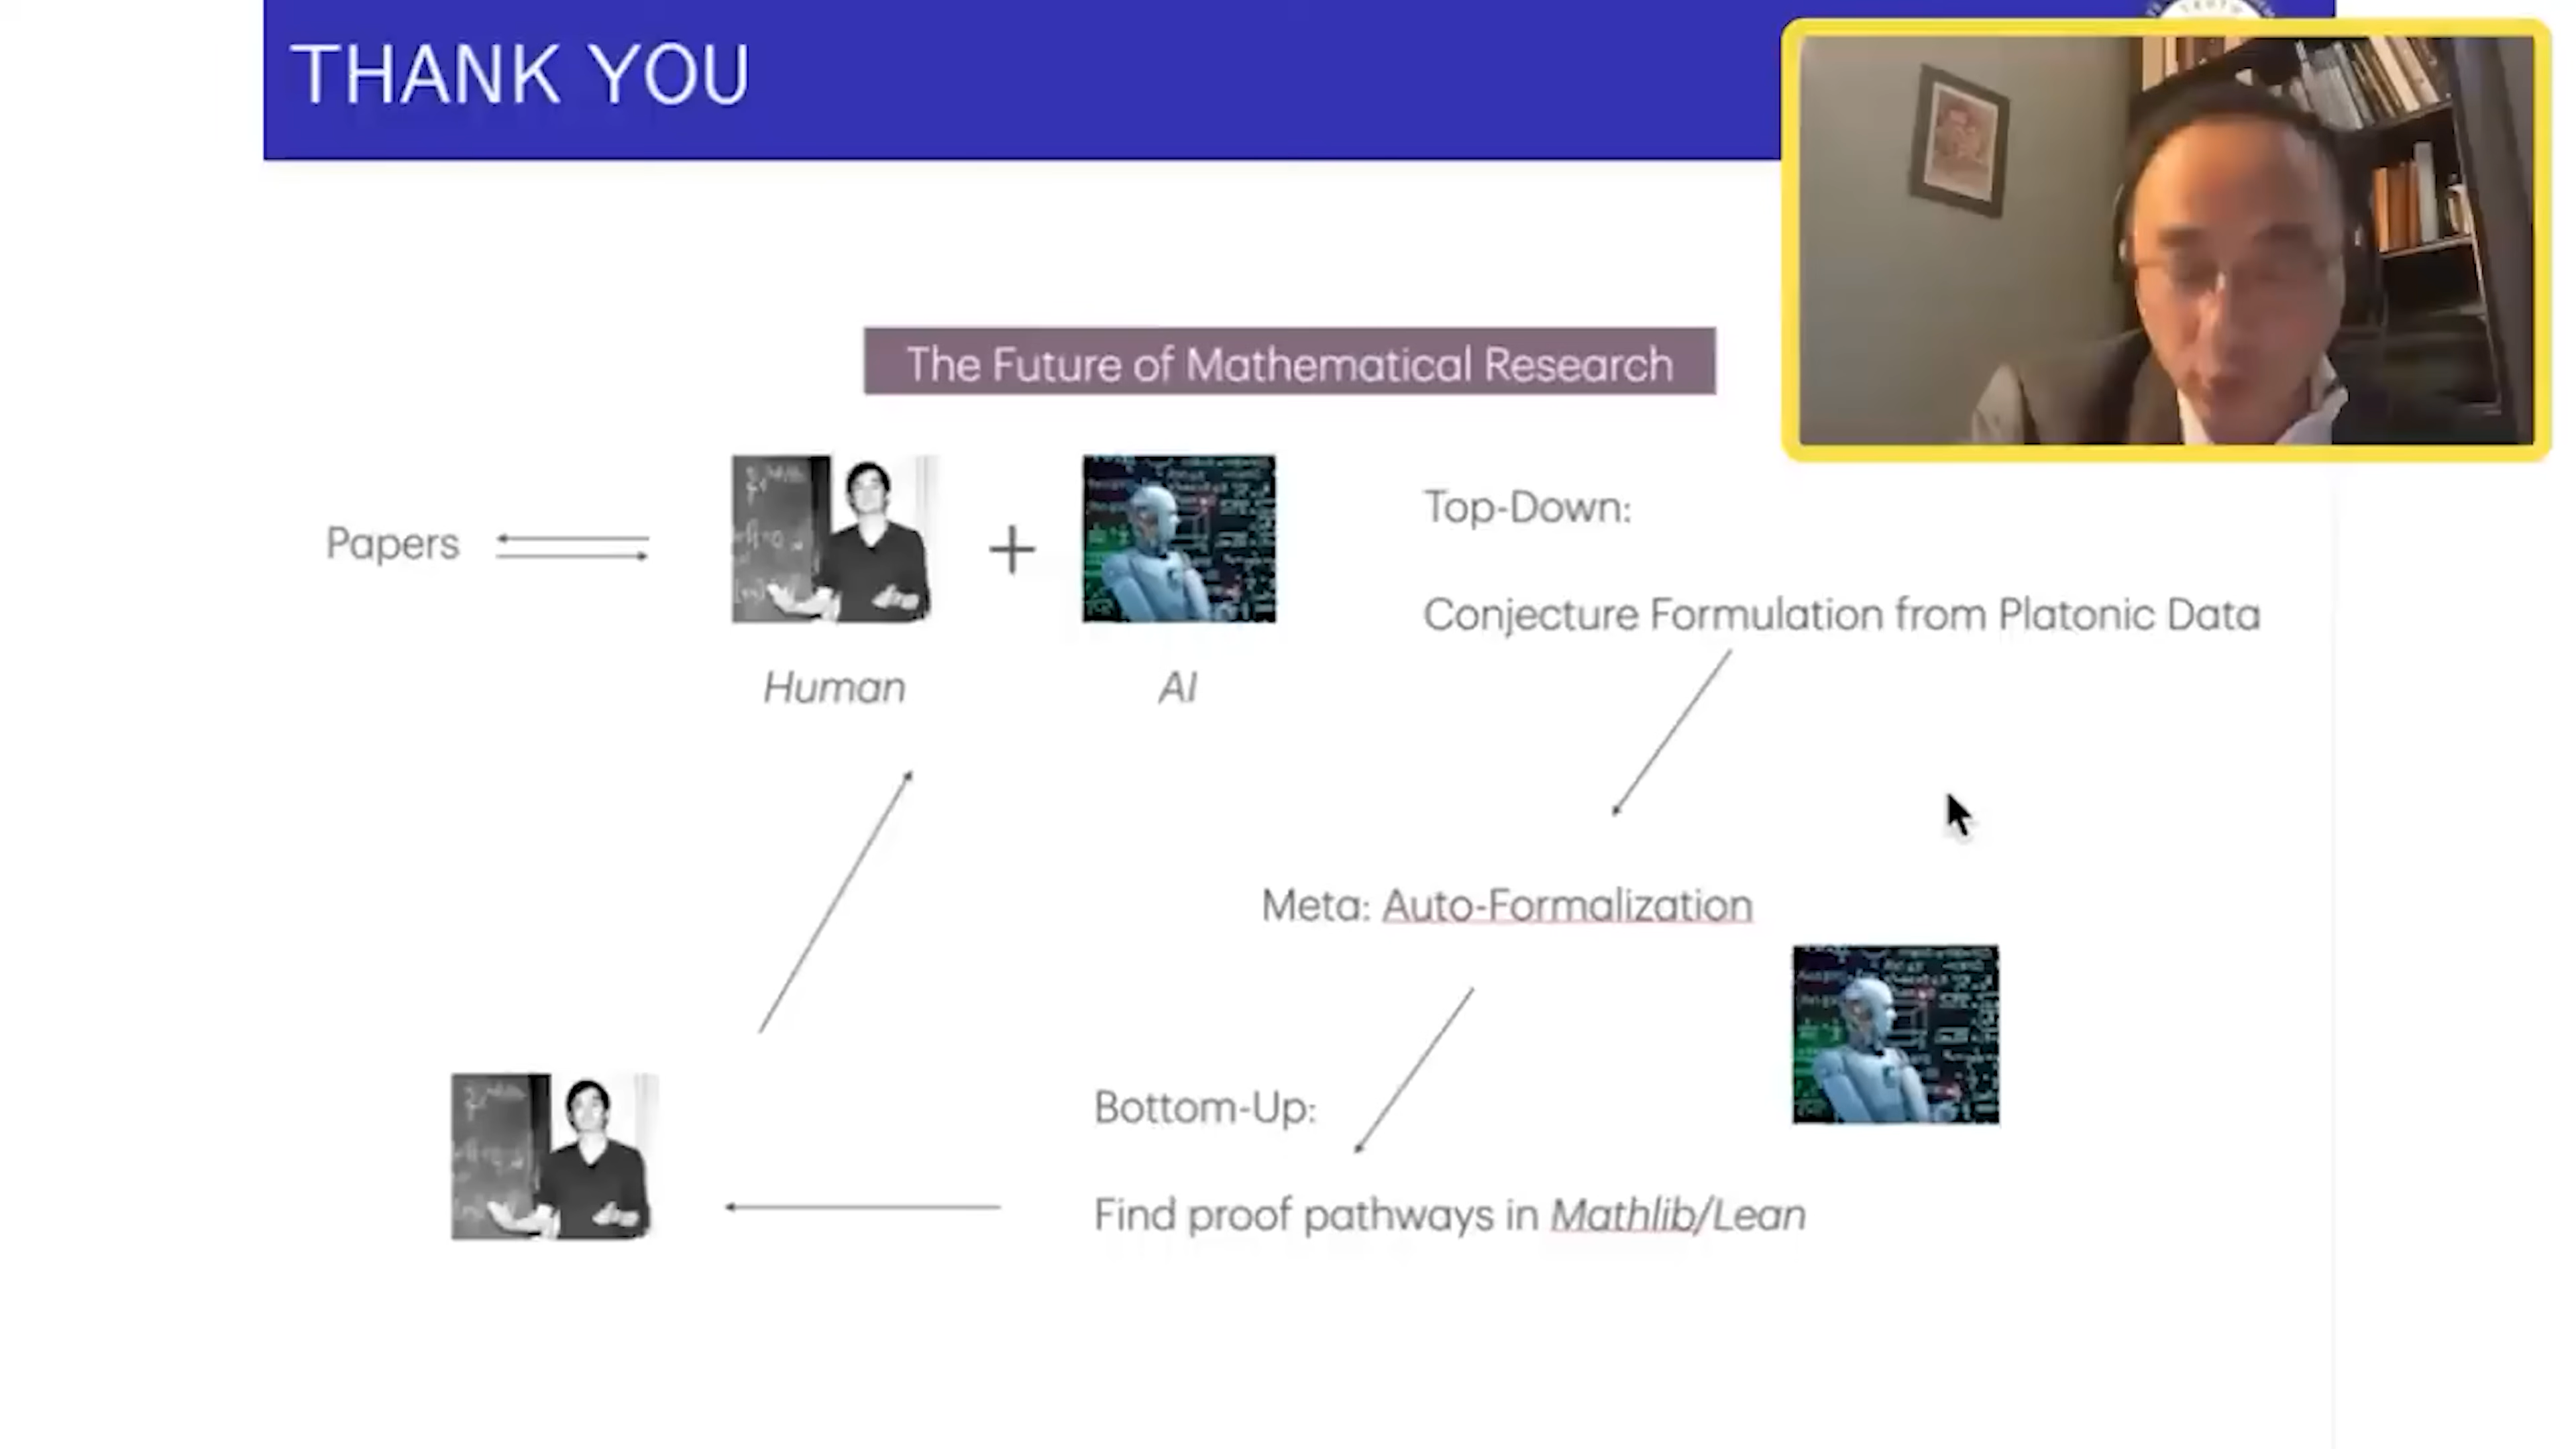 THANK YOU
The Future of Mathematical Research
Papers
+
Human
AI
Top-Down:
Conjecture Formulation from Platonic Data
Meta: Auto-Formalization
Bottom-Up:
Find proof pathways in Mathlib/Lean